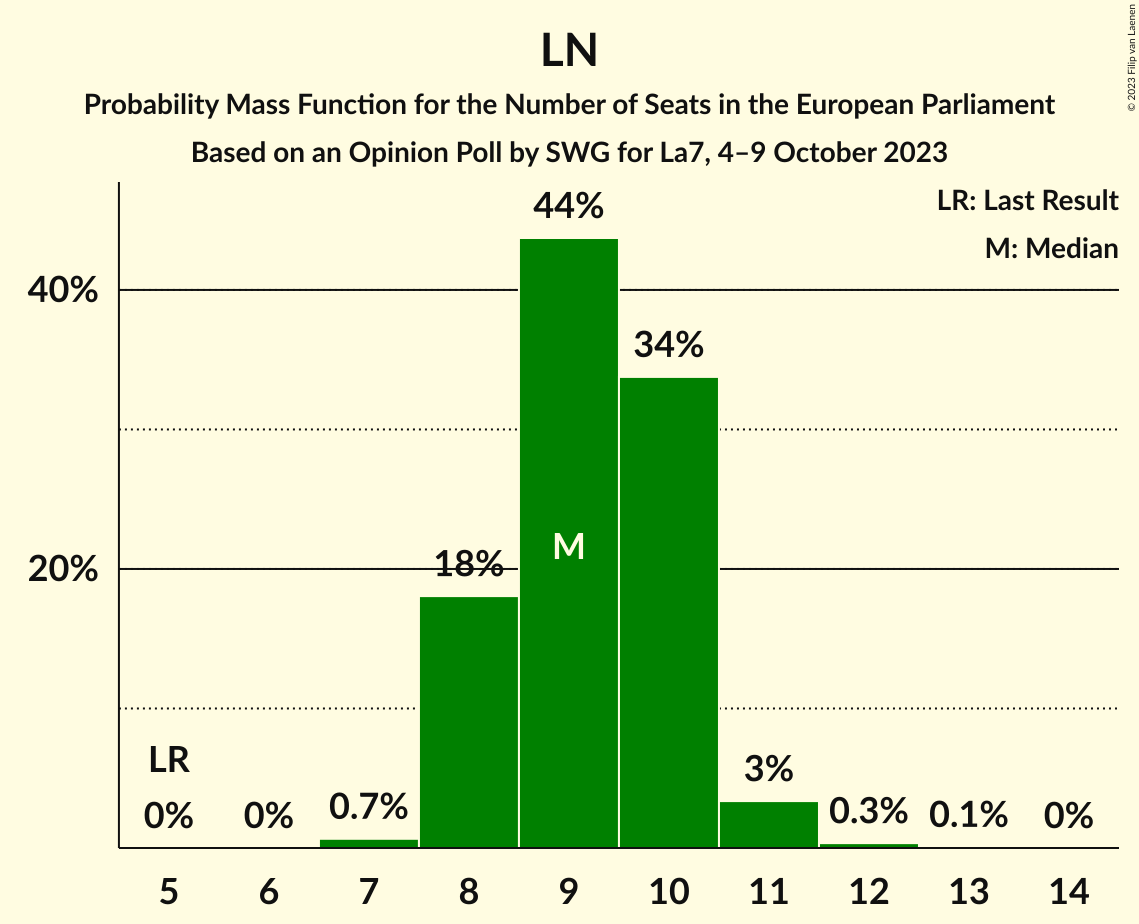 LN
Probability Mass Function for the Number of Seats in the European Parliament
Based on an Opinion Poll by SWG for La7, 4–9 October 2023
© 2023 Filip van Laenen
LR: Last Result
M: Median
44%
40%
34%
M
20%
18%
LR
0%
0%
0.7%
3%
0.3%
0.1%
0%
5 6 7 8 9 10 11 12 13 14